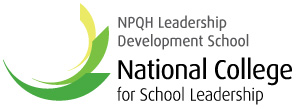 NPQH Leadership
Development School
National College
for School Leadership